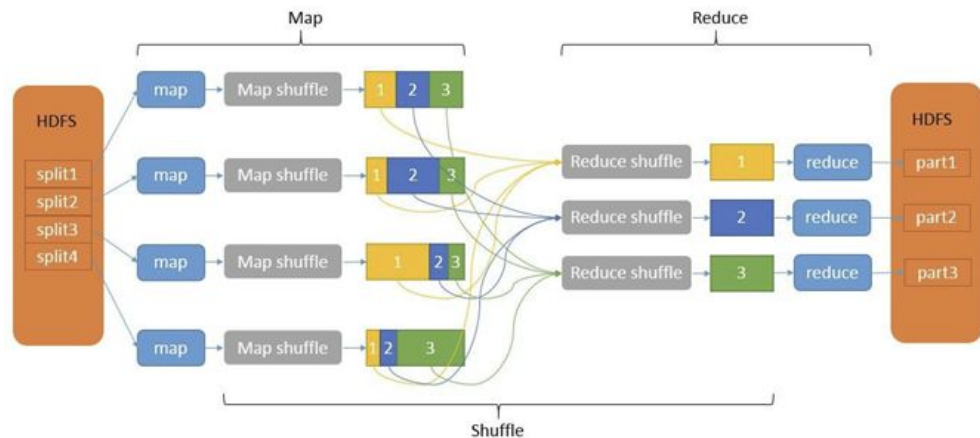 Map
Reduce
HDFS
split1
split2
split3
split4
map
Map shuffle
1 2 3
map
Map shuffle
1 2 3
map
Map shuffle
1 2 3
map
Map shuffle
1 2 3
Reduce shuffle
1
reduce
Reduce shuffle
2
reduce
Reduce shuffle
3
reduce
HDFS
part1
part2
part3
Shuffle